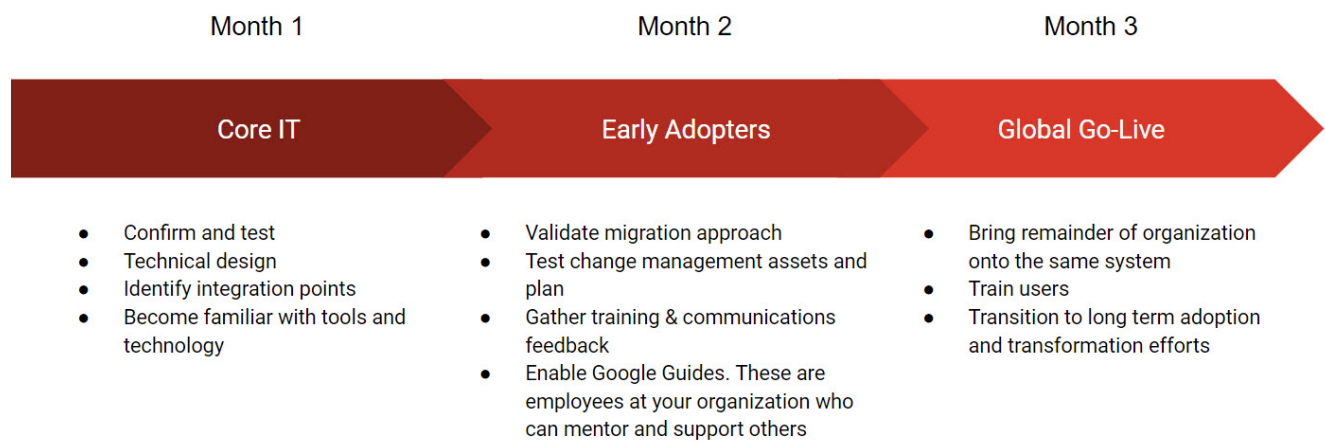 Month 1
Month 2
Month 3
Core IT
Early Adopters
Global Go-Live
● Confirm and test
● Technical design
● Identify integration points
● Become familiar with tools and
technology
● Validate migration approach
● Test change management assets and
plan
● Gather training & communications
feedback
● Enable Google Guides. These are
employees at your organization who
can mentor and support others
● Bring remainder of organization
onto the same system
● Train users
● Transition to long term adoption
and transformation efforts